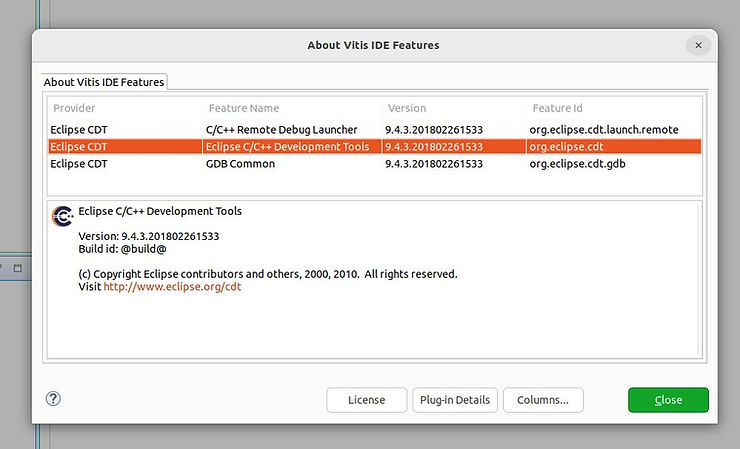 About Vitis IDE Features
About Vitis IDE Features
Provider Feature Name Version Feature Id
Eclipse CDT C/C++ Remote Debug Launcher 9.4.3.201802261533 org.eclipse.cdt.launch.remote
Eclipse CDT Eclipse C/C++ Development Tools 9.4.3.201802261533 org.eclipse.cdt
Eclipse CDT GDB Common 9.4.3.201802261533 org.eclipse.cdt.gdb
Eclipse C/C++ Development Tools
Version: 9.4.3.201802261533
Build id: @build@
(c) Copyright Eclipse contributors and others, 2000, 2010. All rights reserved.
Visit http://www.eclipse.org/cdt
License Plug-in Details Columns... Close